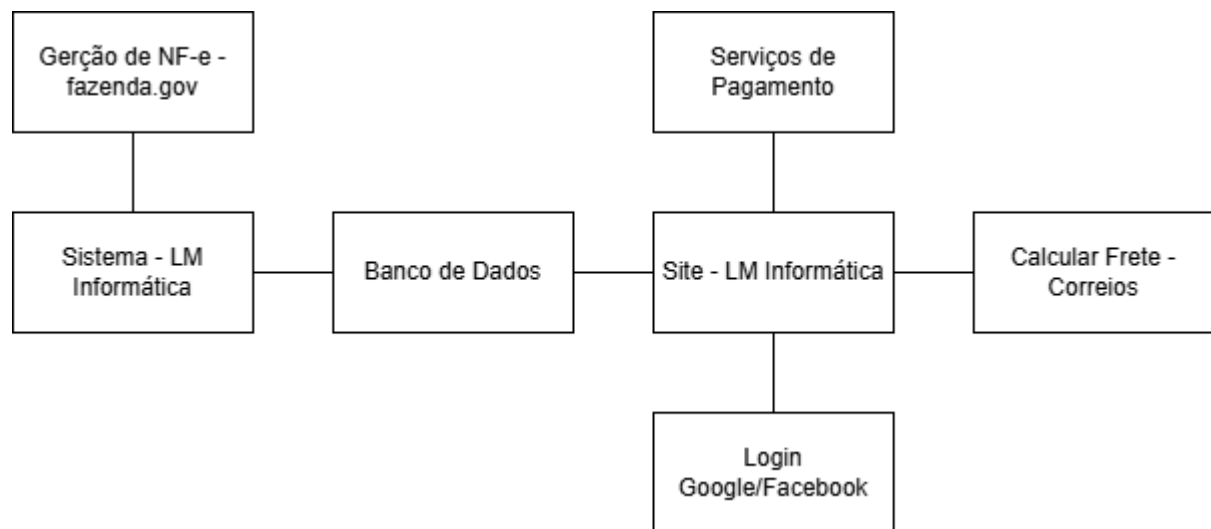 Gerção de NF-e -
fazenda.gov
Serviços de
Pagamento
Sistema - LM
Informática
Banco de Dados
Site - LM Informática
Calcular Frete -
Correios
Login
Google/Facebook